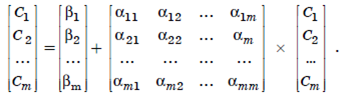 [C₁] = [β₁] + [α₁₁ α₁₂ ... α₁ₘ] × [C₁]
[C₂] [β₂] [α₂₁ α₂₂ ... αₘ] [C₂]
[...] [...] [... ... ... ...] [...]
[Cₘ] [βₘ] [αₘ₁ αₘ₂ ... αₘₘ] [Cₘ] .